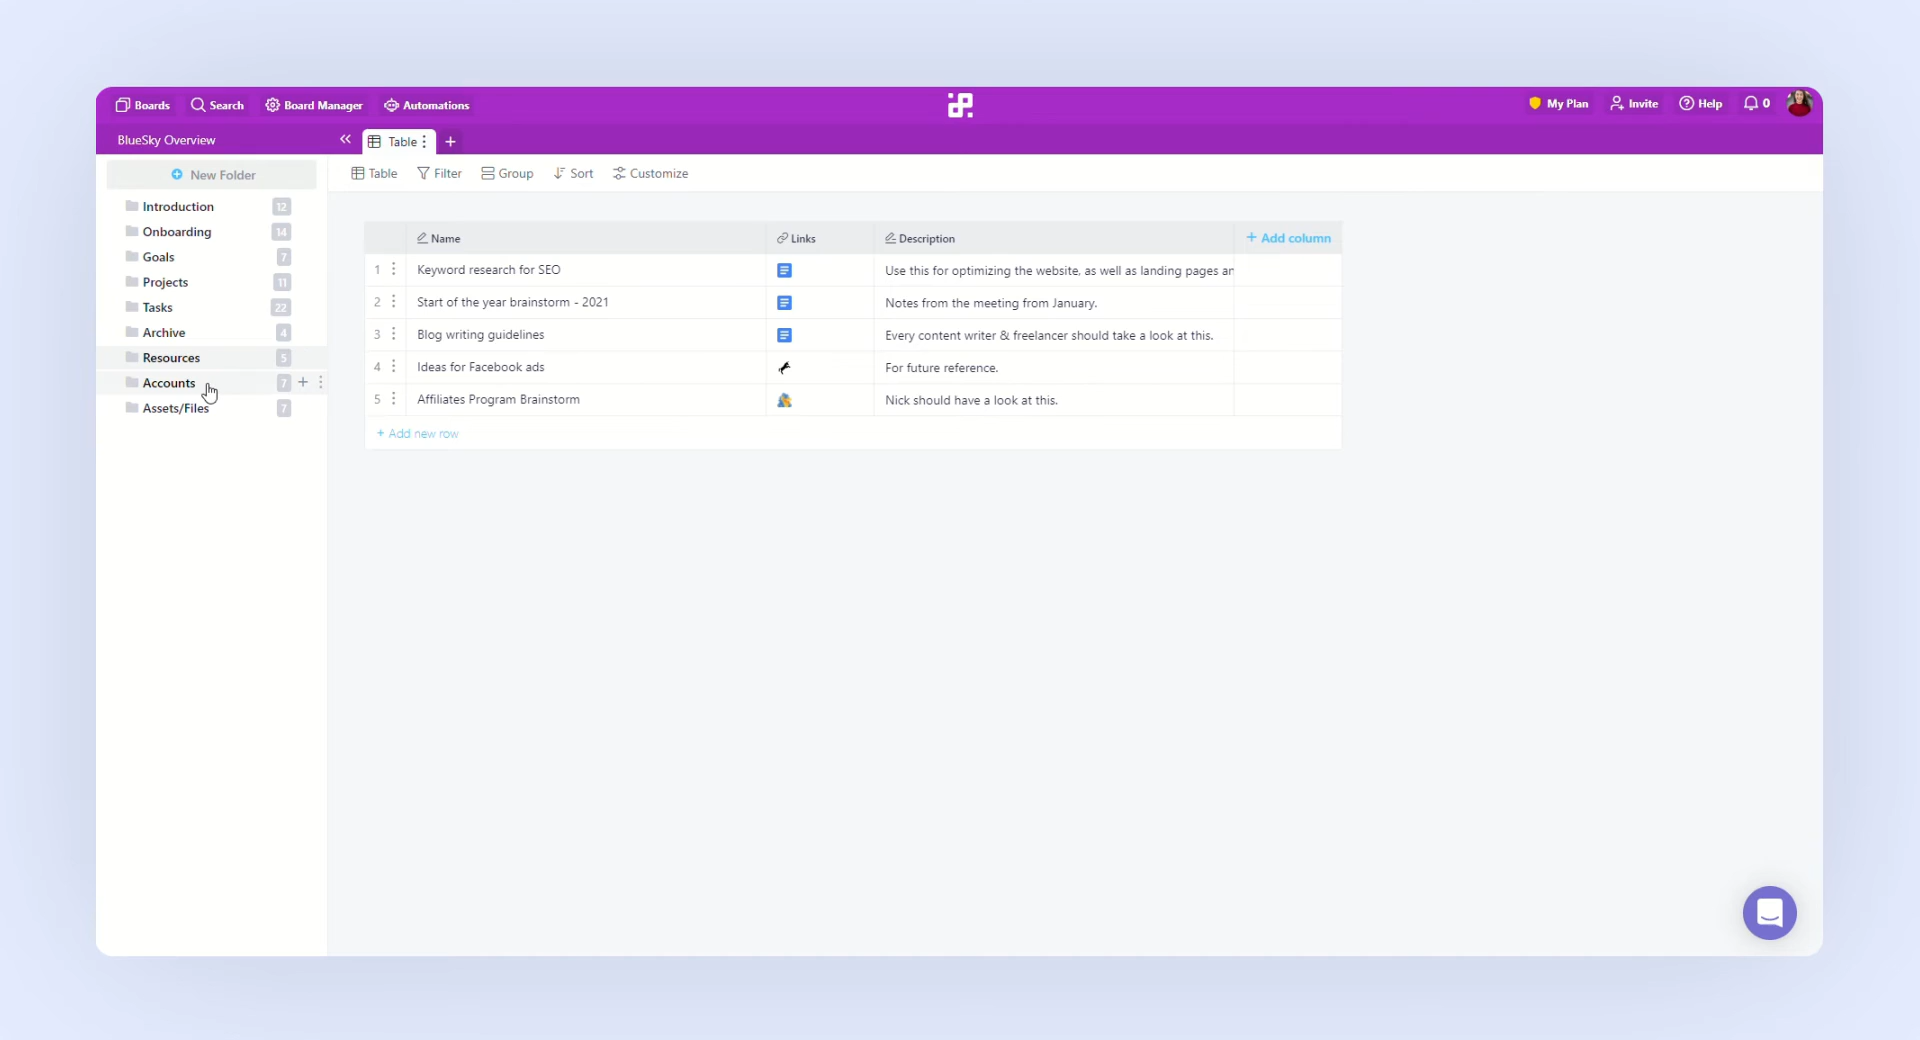 Boards Search Board Manager Automations My Plan Invite Help 0
BlueSky Overview Table
New Folder Table Filter Group Sort Customize
Introduction 12
Onboarding 14
Goals 7
Projects 11
Tasks 22
Archive 4
Resources 5
Accounts 7
Assets/Files 7
Name Links Description + Add column
1 Keyword research for SEO Use this for optimizing the website, as well as landing pages ar
2 Start of the year brainstorm - 2021 Notes from the meeting from January.
3 Blog writing guidelines Every content writer & freelancer should take a look at this.
4 Ideas for Facebook ads For future reference.
5 Affiliates Program Brainstorm Nick should have a look at this.
+ Add new row